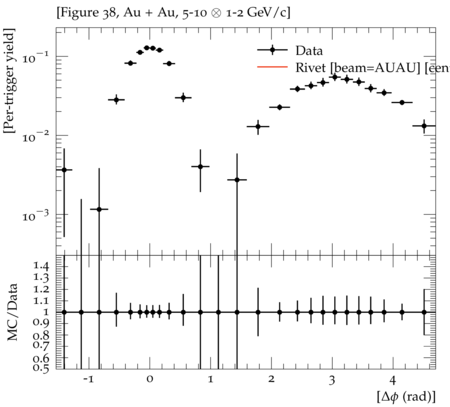 [Figure 38, Au + Au, 5-10 ⊗ 1-2 GeV/c]
[Per-trigger yield]
10⁻¹
10⁻²
10⁻³
Data
Rivet [beam=AUAU] [cen
MC/Data
1.4
1.3
1.2
1.1
1
0.9
0.8
0.7
0.6
0.5
-1 0 1 2 3 4
[Δϕ (rad)]